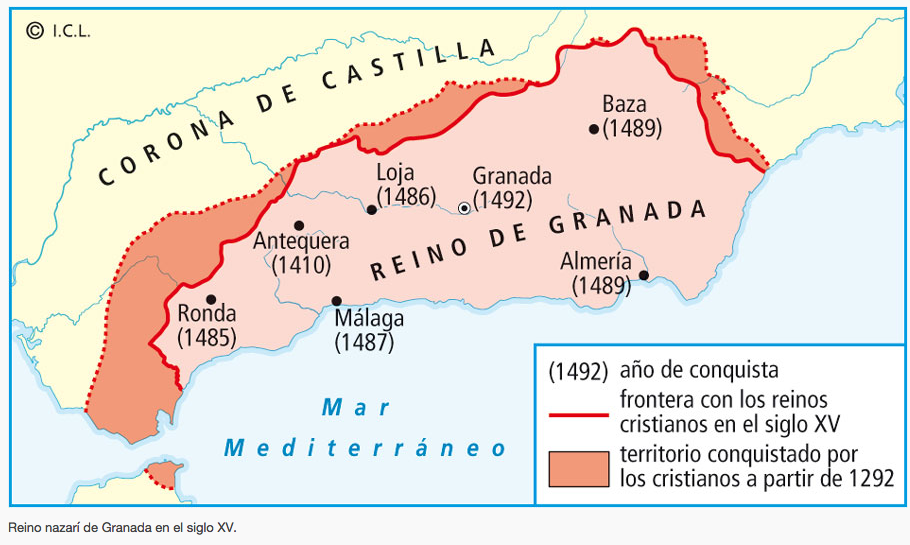 © I.C.L.
CORONA DE CASTILLA
Baza
(1489)
Loja
(1486)
Granada
(1492)
Antequera
(1410)
REINO DE GRANADA
Almería
(1489)
Ronda
(1485)
Málaga
(1487)
Mar
Mediterráneo
(1492) año de conquista
frontera con los reinos
cristianos en el siglo XV
territorio conquistado por
los cristianos a partir de 1292
Reino nazarí de Granada en el siglo XV.